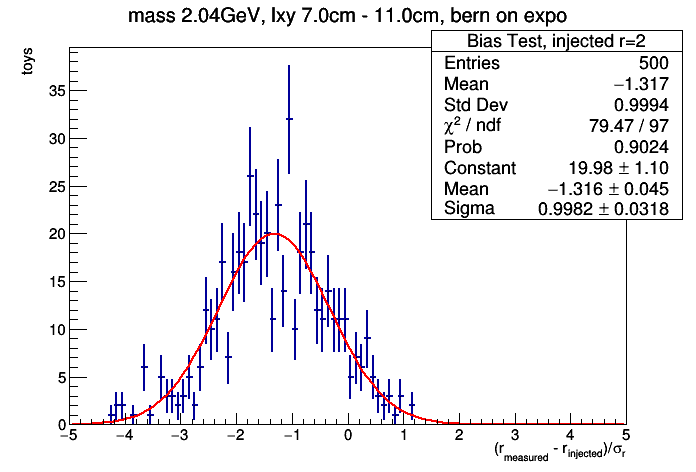 mass 2.04GeV, lxy 7.0cm - 11.0cm, bern on expo
toys
Bias Test, injected r=2
Entries 500
Mean −1.317
Std Dev 0.9994
χ² / ndf 79.47 / 97
Prob 0.9024
Constant 19.98 ± 1.10
Mean −1.316 ± 0.045
Sigma 0.9982 ± 0.0318
35
30
25
20
15
10
5
0
−5 −4 −3 −2 −1 0 1 2 3 4 5
(r_measured - r_injected)/σ_r